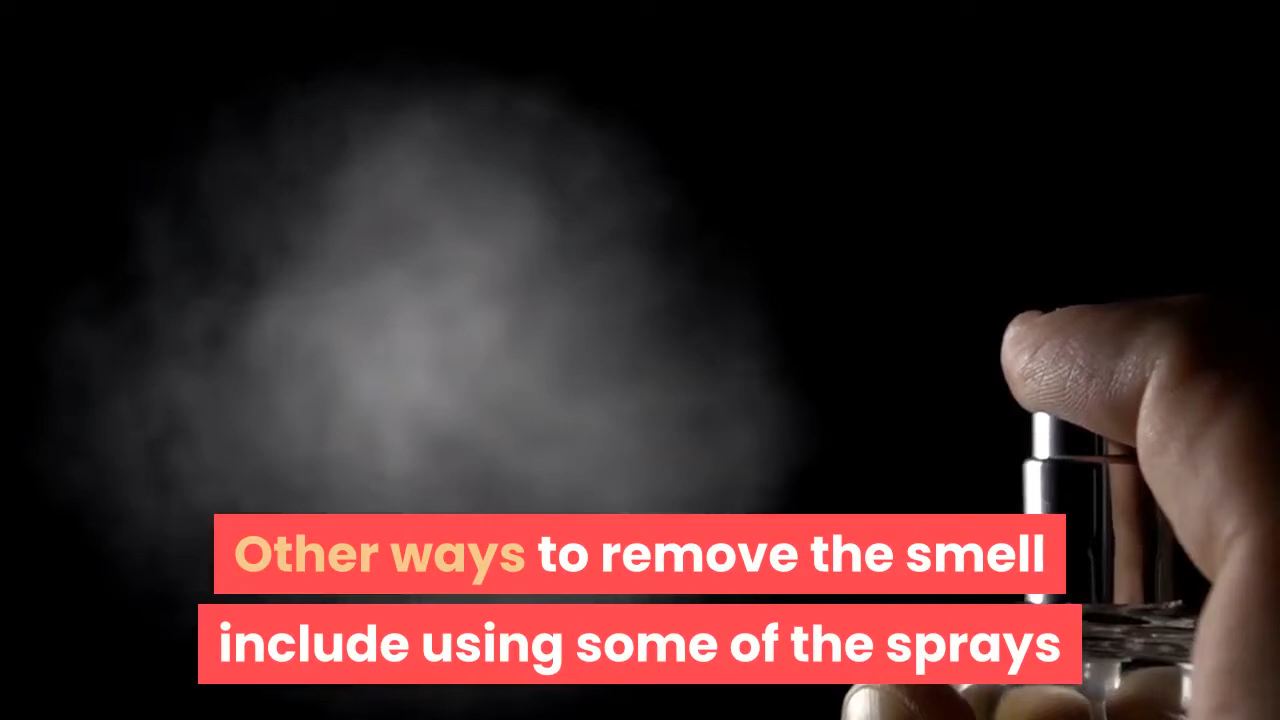 Other ways to remove the smell
include using some of the sprays